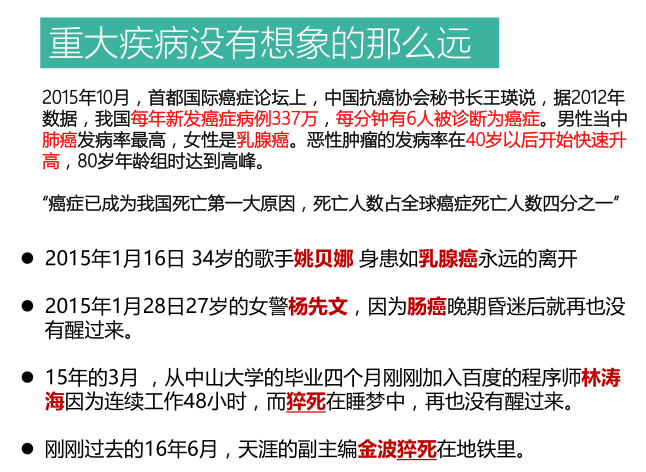 重大疾病没有想象的那么远
2015年10月，首都国际癌症论坛上，中国抗癌协会秘书长王瑛说，据2012年
数据，我国每年新发癌症病例337万，每分钟有6人被诊断为癌症。男性当中
肺癌发病率最高，女性是乳腺癌。恶性肿瘤的发病率在40岁以后开始快速升
高，80岁年龄组时达到高峰。
“癌症已成为我国死亡第一大原因，死亡人数占全球癌症死亡人数四分之一”
● 2015年1月16日 34岁的歌手姚贝娜 身患如乳腺癌永远的离开
● 2015年1月28日27岁的女警杨先文，因为肠癌晚期昏迷后就再也没
有醒过来。
● 15年的3月 ，从中山大学的毕业四个月刚刚加入百度的程序师林涛
海因为连续工作48小时，而猝死在睡梦中，再也没有醒过来。
● 刚刚过去的16年6月，天涯的副主编金波猝死在地铁里。